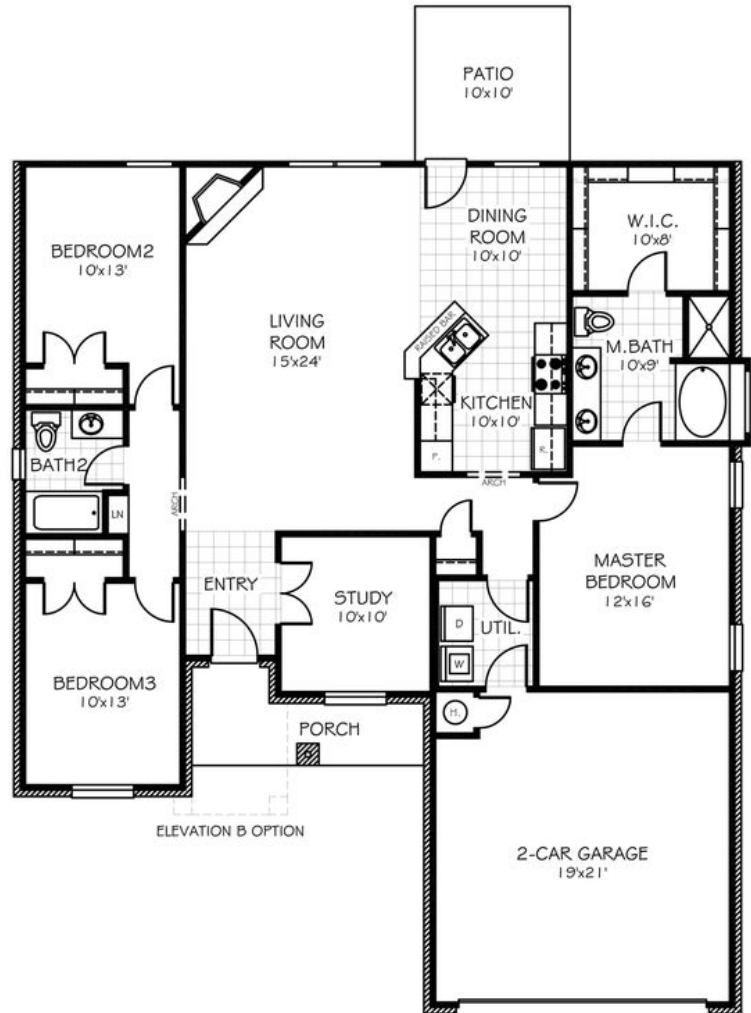 PATIO
10'x10'
BEDROOM2
10'x13'
DINING
ROOM
10'x10'
W.I.C.
10'x8'
LIVING
ROOM
15'x24'
RAISED BAR
M.BATH
10'x9'
KITCHEN
10'x10'
P.
R.
BATH2
LN
ARCH
ARCH
ENTRY
STUDY
10'x10'
D
W
UTIL.
MASTER
BEDROOM
12'x16'
BEDROOM3
10'x13'
H.
PORCH
ELEVATION B OPTION
2-CAR GARAGE
19'x21'